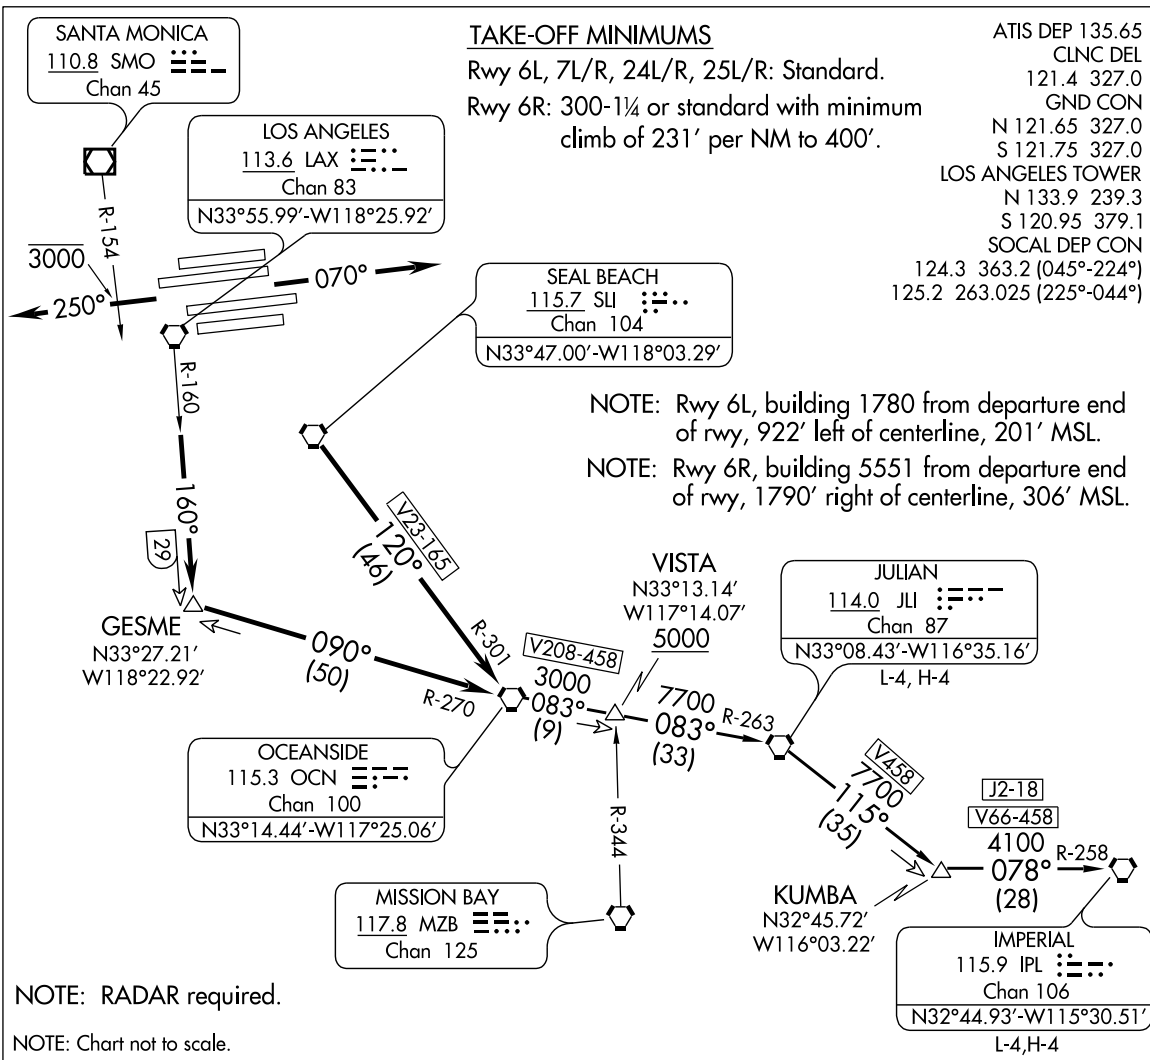 SANTA MONICA
110.8 SMO
Chan 45
TAKE-OFF MINIMUMS
Rwy 6L, 7L/R, 24L/R, 25L/R: Standard.
Rwy 6R: 300-1¼ or standard with minimum
climb of 231' per NM to 400'.
ATIS DEP 135.65
CLNC DEL
121.4 327.0
GND CON
N 121.65 327.0
S 121.75 327.0
LOS ANGELES TOWER
N 133.9 239.3
S 120.95 379.1
SOCAL DEP CON
124.3 363.2 (045°-224°)
125.2 263.025 (225°-044°)
LOS ANGELES
113.6 LAX
Chan 83
N33°55.99'-W118°25.92'
R-154
3000
250°
070°
SEAL BEACH
115.7 SLI
Chan 104
N33°47.00'-W118°03.29'
R-160
160°
29
NOTE: Rwy 6L, building 1780 from departure end
of rwy, 922' left of centerline, 201' MSL.
NOTE: Rwy 6R, building 5551 from departure end
of rwy, 1790' right of centerline, 306' MSL.
V23-165
120°
(46)
R-301
GESME
N33°27.21'
W118°22.92'
090°
(50)
R-270
VISTA
N33°13.14'
W117°14.07'
5000
V208-458
3000
083°
(9)
7700
083°
(33)
R-263
JULIAN
114.0 JLI
Chan 87
N33°08.43'-W116°35.16'
L-4, H-4
OCEANSIDE
115.3 OCN
Chan 100
N33°14.44'-W117°25.06'
R-344
MISSION BAY
117.8 MZB
Chan 125
V458
7700
115°
(35)
KUMBA
N32°45.72'
W116°03.22'
J2-18
V66-458
4100
078°
(28)
R-258
IMPERIAL
115.9 IPL
Chan 106
N32°44.93'-W115°30.51'
L-4,H-4
NOTE: RADAR required.
NOTE: Chart not to scale.